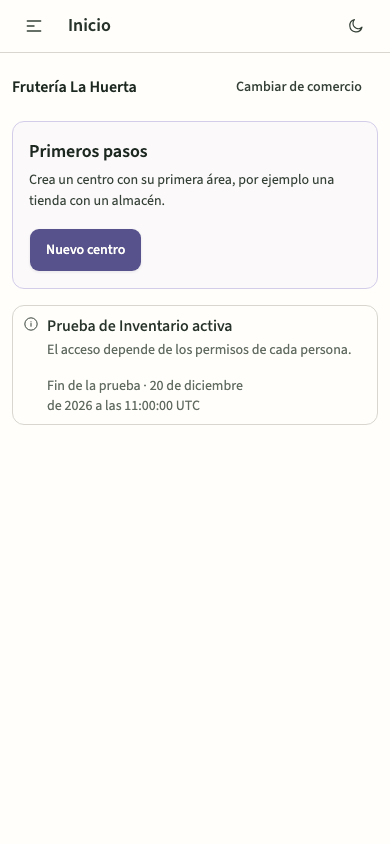 Inicio
Frutería La Huerta
Cambiar de comercio
Primeros pasos
Crea un centro con su primera área, por ejemplo una
tienda con un almacén.
Nuevo centro
Prueba de Inventario activa
El acceso depende de los permisos de cada persona.
Fin de la prueba · 20 de diciembre
de 2026 a las 11:00:00 UTC